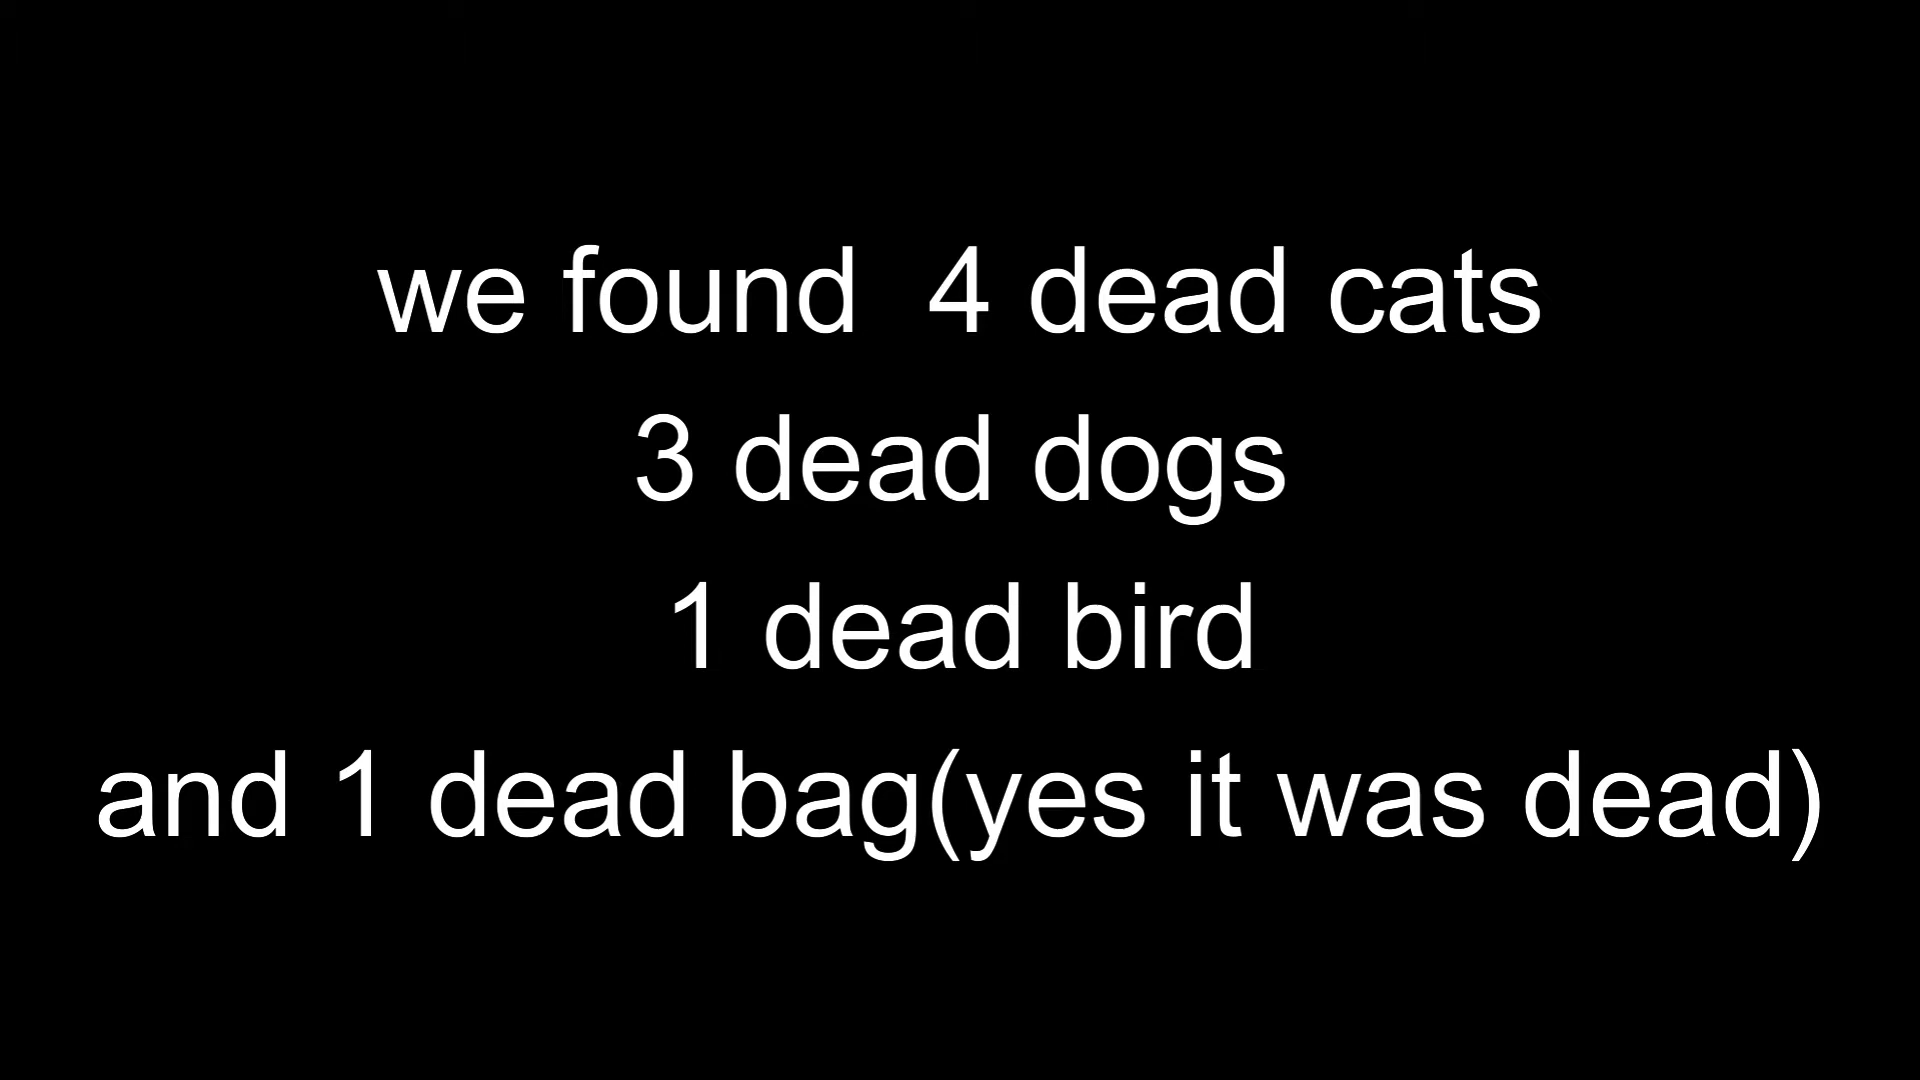 we found  4 dead cats
3 dead dogs
1 dead bird
and 1 dead bag(yes it was dead)